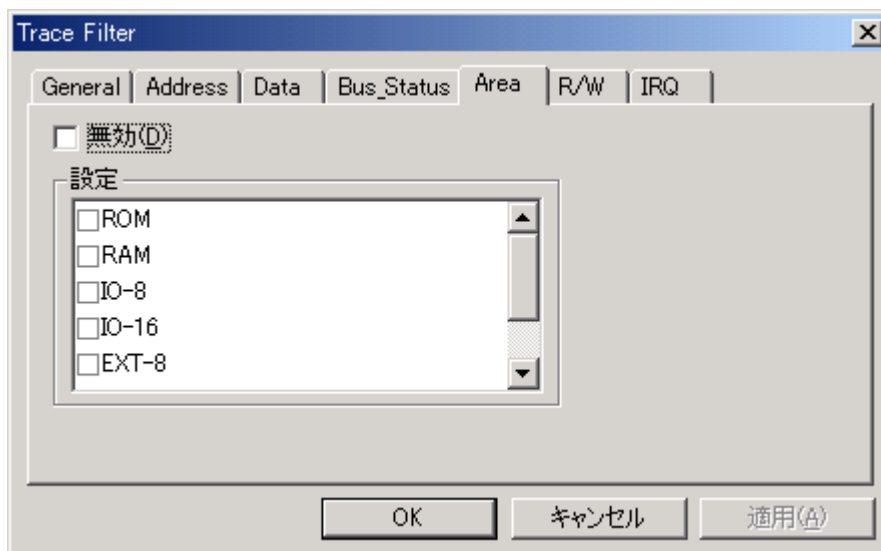 Trace Filter
General Address Data Bus_Status Area R/W IRQ
無効(D)
設定
ROM
RAM
IO-8
IO-16
EXT-8
OK キャンセル 適用(A)